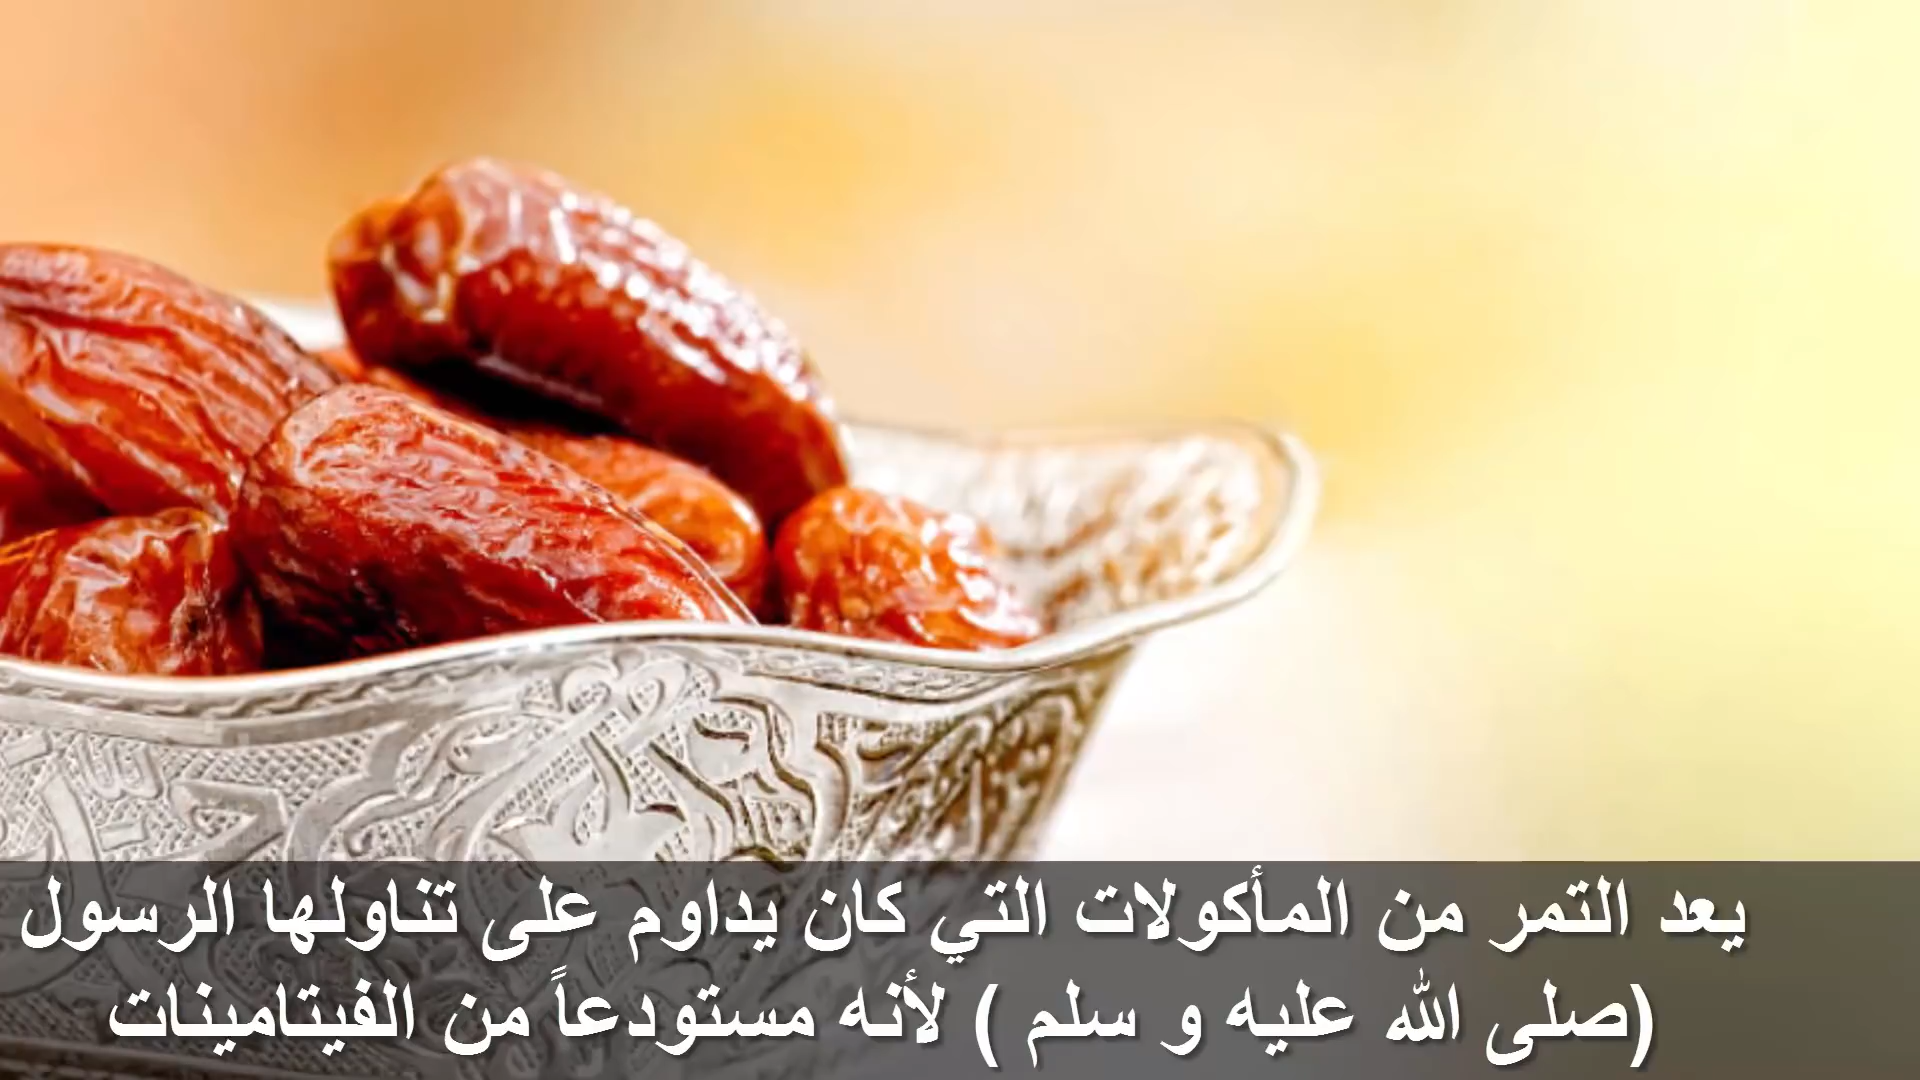 يعد التمر من المأكولات التي كان يداوم على تناولها الرسول
(صلى الله عليه و سلم ) لأنه مستودعاً من الفيتامينات